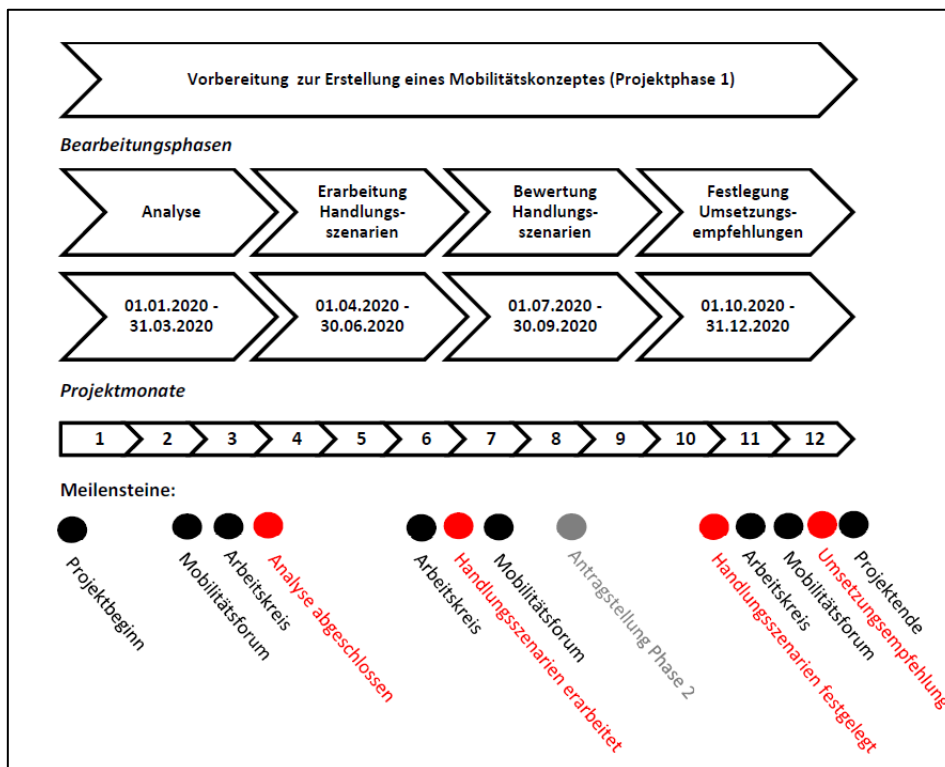 Vorbereitung zur Erstellung eines Mobilitätskonzeptes (Projektphase 1)
Bearbeitungsphasen
Analyse
Erarbeitung
Handlungs-
szenarien
Bewertung
Handlungs-
szenarien
Festlegung
Umsetzungs-
empfehlungen
01.01.2020 -
31.03.2020
01.04.2020 -
30.06.2020
01.07.2020 -
30.09.2020
01.10.2020 -
31.12.2020
Projektmonate
1 2 3 4 5 6 7 8 9 10 11 12
Meilensteine:
Projektbeginn
Mobilitätsforum
Arbeitskreis
Analyse abgeschlossen
Arbeitskreis
Handlungsszenarien erarbeitet
Mobilitätsforum
Antragstellung Phase 2
Handlungsszenarien festgelegt
Arbeitskreis
Mobilitätsforum
Umsetzungsempfehlung
Projektende